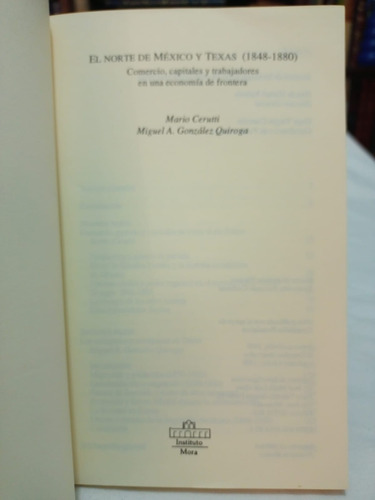 EL NORTE DE MÉXICO Y TEXAS (1848-1880)
Comercio, capitales y trabajadores
en una economía de frontera
Mario Cerutti
Miguel A. González Quiroga
Instituto
Mora